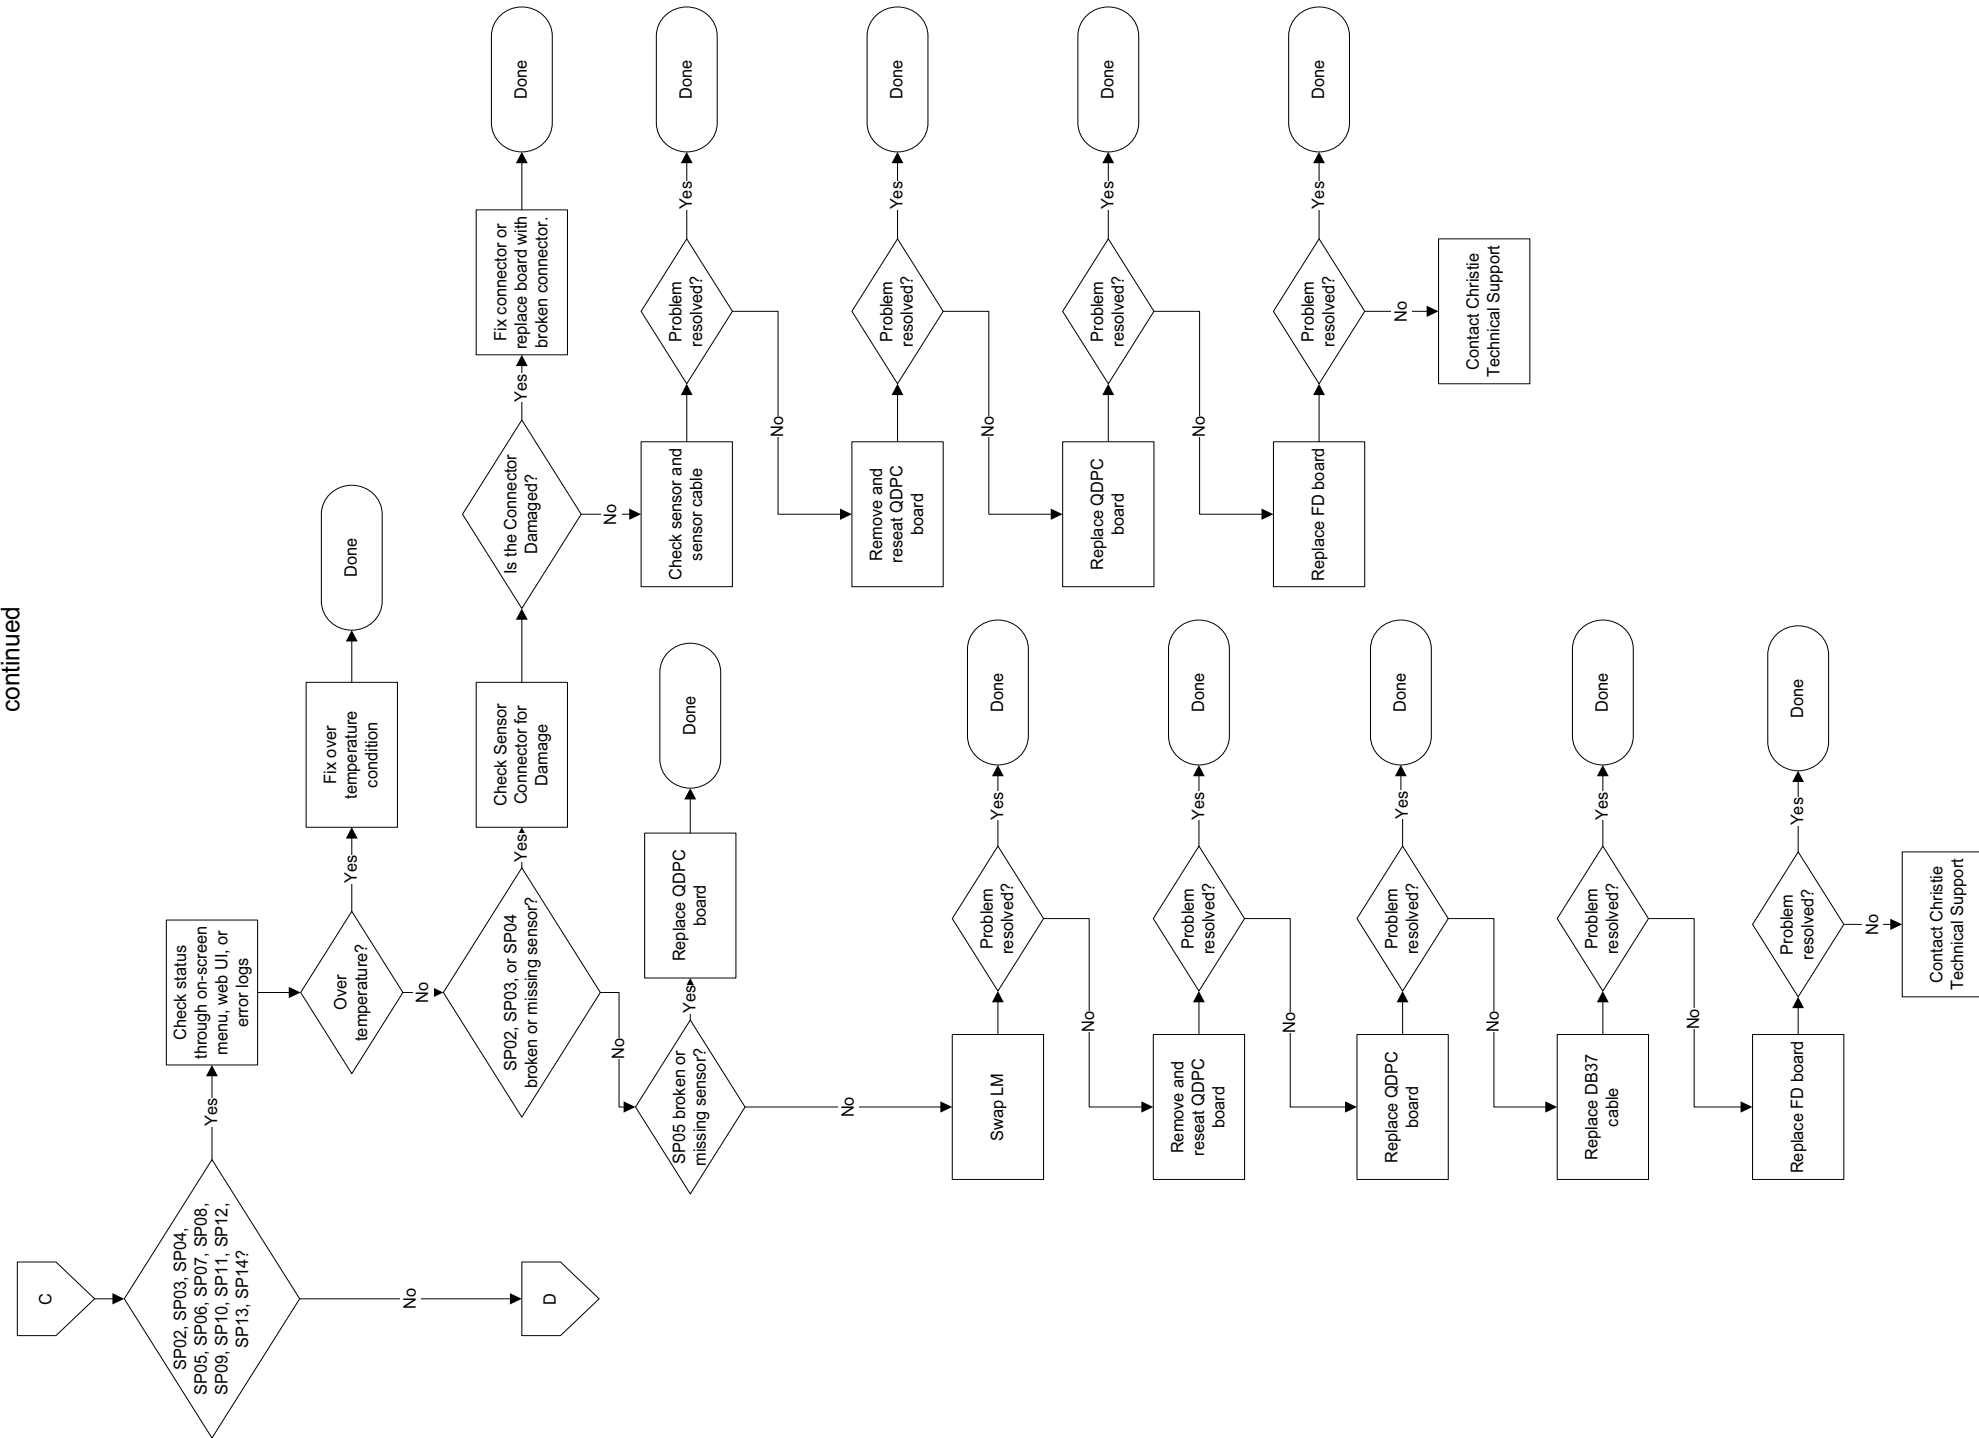 continued
C
SP02, SP03, SP04,
SP05, SP06, SP07, SP08,
SP09, SP10, SP11, SP12,
SP13, SP14?
Yes
No
D
Check status
through on-screen
menu, web UI, or
error logs
Over
temperature?
Yes
Fix over
temperature
condition
Done
No
SP02, SP03, or SP04
broken or missing sensor?
Yes
Check Sensor
Connector for
Damage
Is the Connector
Damaged?
Yes
Fix connector or
replace board with
broken connector.
Done
No
Check sensor and
sensor cable
Problem
resolved?
Yes
Done
No
Remove and
reseat QDPC
board
Problem
resolved?
Yes
Done
No
Replace QDPC
board
Problem
resolved?
Yes
Done
No
Replace FD board
Problem
resolved?
Yes
Done
No
Contact Christie
Technical Support
No
SP05 broken or
missing sensor?
Yes
Replace QDPC
board
Done
No
Swap LM
Problem
resolved?
Yes
Done
No
Remove and
reseat QDPC
board
Problem
resolved?
Yes
Done
No
Replace QDPC
board
Problem
resolved?
Yes
Done
No
Replace DB37
cable
Problem
resolved?
Yes
Done
No
Replace FD board
Problem
resolved?
Yes
Done
No
Contact Christie
Technical Support